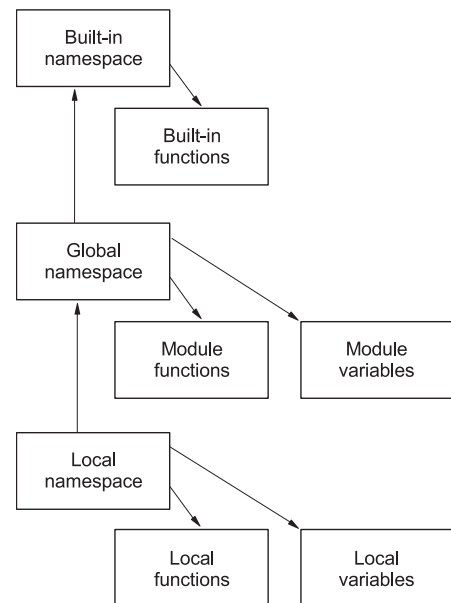 Built-in
namespace
Built-in
functions
Global
namespace
Module
functions
Module
variables
Local
namespace
Local
functions
Local
variables